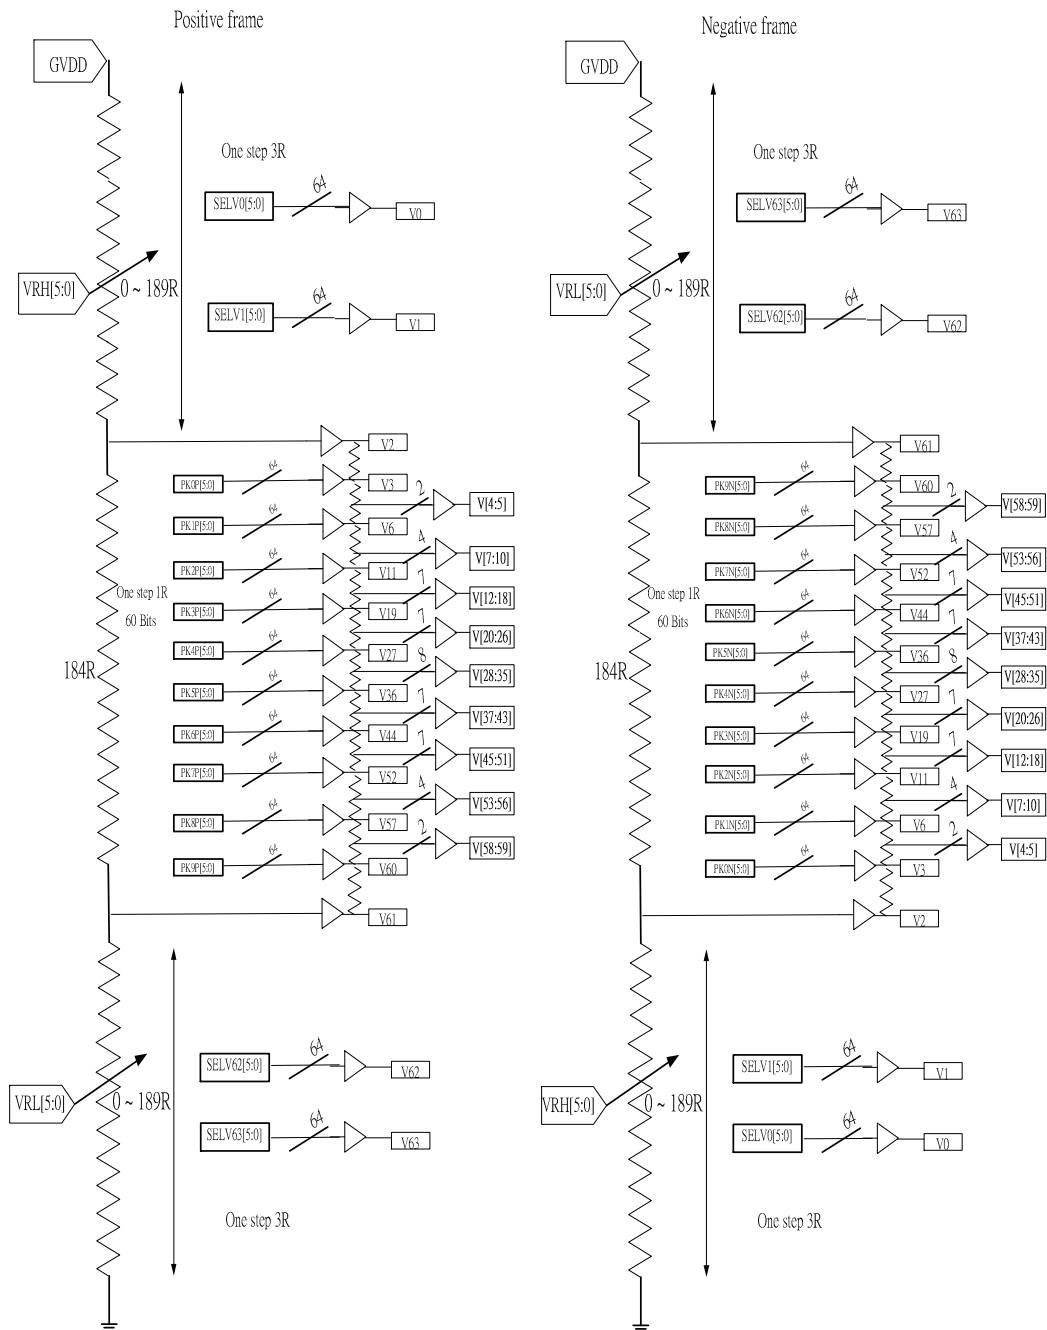 Positive frame
GVDD
One step 3R
SELV0[5:0]
64
V0
VRH[5:0]
0 ~ 189R
SELV1[5:0]
64
V1
V2
PK0P[5:0]
64
V3
2
V[4:5]
PK1P[5:0]
64
V6
4
V[7:10]
PK2P[5:0]
64
V11
7
V[12:18]
One step 1R
60 Bits
PK3P[5:0]
64
V19
7
V[20:26]
PK4P[5:0]
64
V27
8
V[28:35]
184R
PK5P[5:0]
64
V36
7
V[37:43]
PK6P[5:0]
64
V44
7
V[45:51]
PK7P[5:0]
64
V52
4
V[53:56]
PK8P[5:0]
64
V57
2
V[58:59]
PK9P[5:0]
64
V60
V61
SELV62[5:0]
64
V62
VRL[5:0]
0 ~ 189R
SELV63[5:0]
64
V63
One step 3R
Negative frame
GVDD
One step 3R
SELV63[5:0]
64
V63
VRL[5:0]
0 ~ 189R
SELV62[5:0]
64
V62
V61
PK9N[5:0]
64
V60
2
V[58:59]
PK8N[5:0]
64
V57
4
V[53:56]
PK7N[5:0]
64
V52
7
V[45:51]
One step 1R
60 Bits
PK6N[5:0]
64
V44
7
V[37:43]
PK5N[5:0]
64
V36
8
V[28:35]
184R
PK4N[5:0]
64
V27
7
V[20:26]
PK3N[5:0]
64
V19
7
V[12:18]
PK2N[5:0]
64
V11
4
V[7:10]
PK1N[5:0]
64
V6
2
V[4:5]
PK0N[5:0]
64
V3
V2
SELV1[5:0]
64
V1
VRH[5:0]
0 ~ 189R
SELV0[5:0]
64
V0
One step 3R